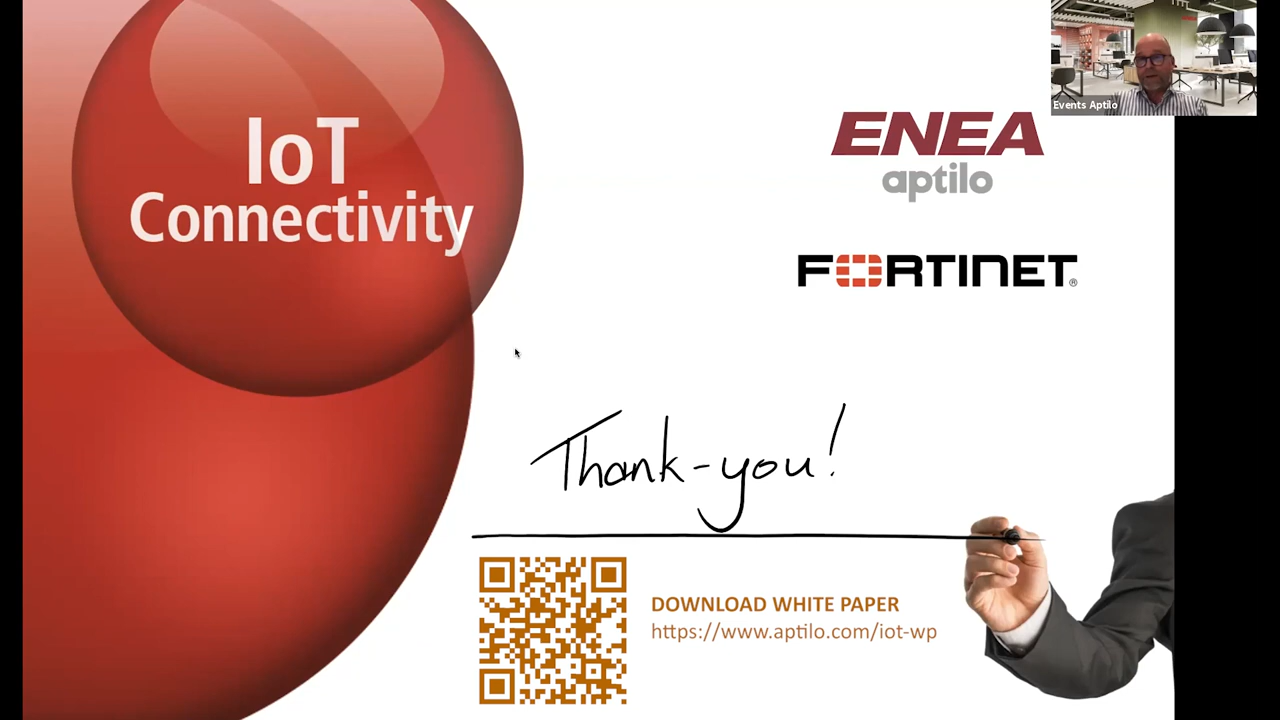 IoT
Connectivity
Events Aptilo
ENEA
aptilo
FORTINET®
Thank-you!
DOWNLOAD WHITE PAPER
https://www.aptilo.com/iot-wp